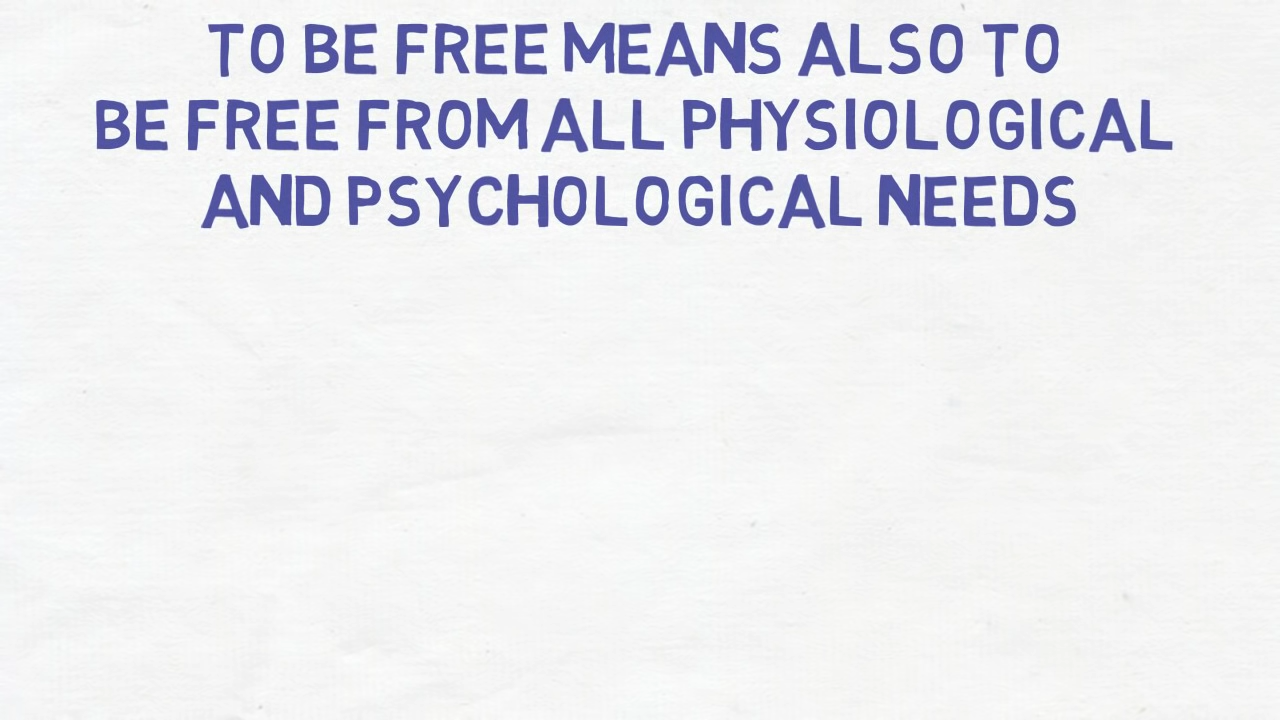 TO BE FREE MEANS ALSO TO
BE FREE FROM ALL PHYSIOLOGICAL
AND PSYCHOLOGICAL NEEDS